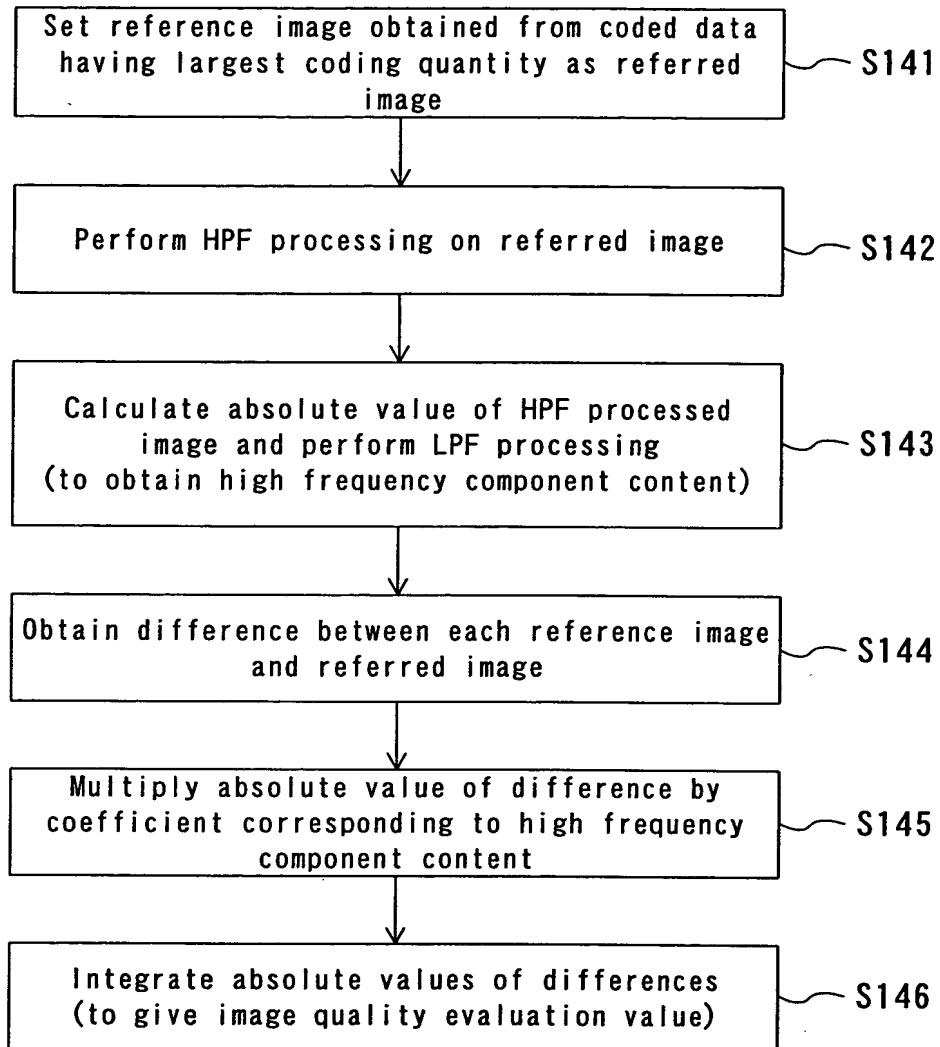 Set reference image obtained from coded data
having largest coding quantity as referred
image
S141
Perform HPF processing on referred image
S142
Calculate absolute value of HPF processed
image and perform LPF processing
(to obtain high frequency component content)
S143
Obtain difference between each reference image
and referred image
S144
Multiply absolute value of difference by
coefficient corresponding to high frequency
component content
S145
Integrate absolute values of differences
(to give image quality evaluation value)
S146